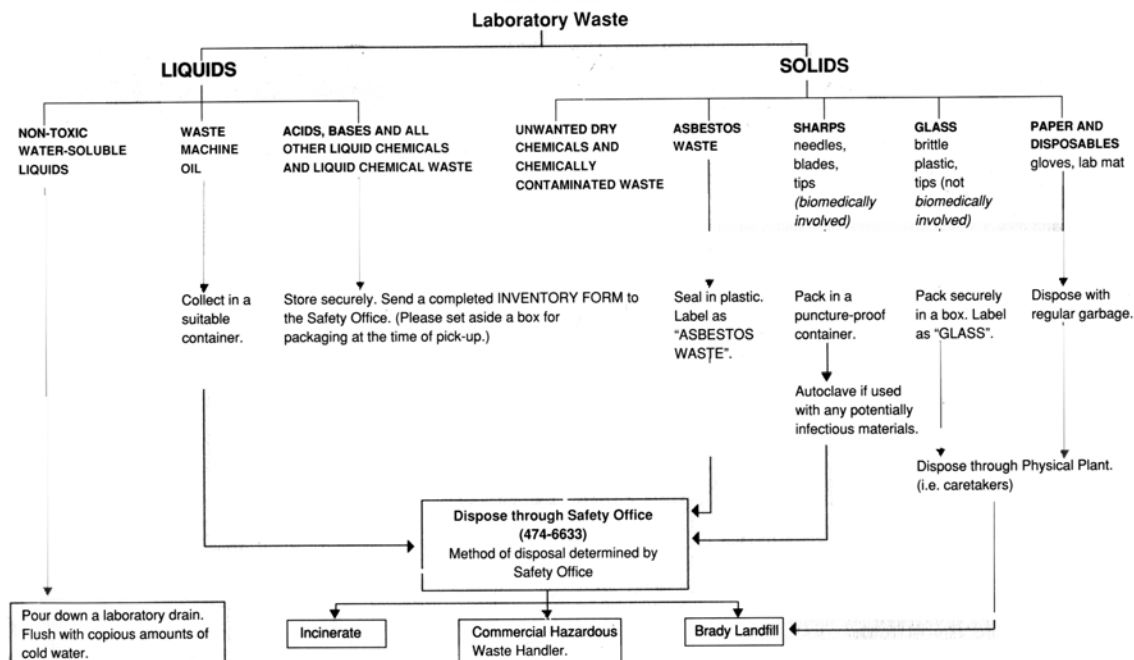 Laboratory Waste
LIQUIDS
SOLIDS
NON-TOXIC
WATER-SOLUBLE
LIQUIDS
WASTE
MACHINE
OIL
ACIDS, BASES AND ALL
OTHER LIQUID CHEMICALS
AND LIQUID CHEMICAL WASTE
UNWANTED DRY
CHEMICALS AND
CHEMICALLY
CONTAMINATED WASTE
ASBESTOS
WASTE
SHARPS
needles,
blades,
tips
(biomedically
involved)
GLASS
brittle
plastic,
tips (not
biomedically
involved)
PAPER AND
DISPOSABLES
gloves, lab mat
Collect in a
suitable
container.
Store securely. Send a completed INVENTORY FORM to
the Safety Office. (Please set aside a box for
packaging at the time of pick-up.)
Seal in plastic.
Label as
“ASBESTOS
WASTE”.
Pack in a
puncture-proof
container.
Pack securely
in a box. Label
as “GLASS”.
Dispose with
regular garbage.
Autoclave if used
with any potentially
infectious materials.
Dispose through Physical Plant.
(i.e. caretakers)
Dispose through Safety Office
(474-6633)
Method of disposal determined by
Safety Office
Pour down a laboratory drain.
Flush with copious amounts of
cold water.
Incinerate
Commercial Hazardous
Waste Handler.
Brady Landfill